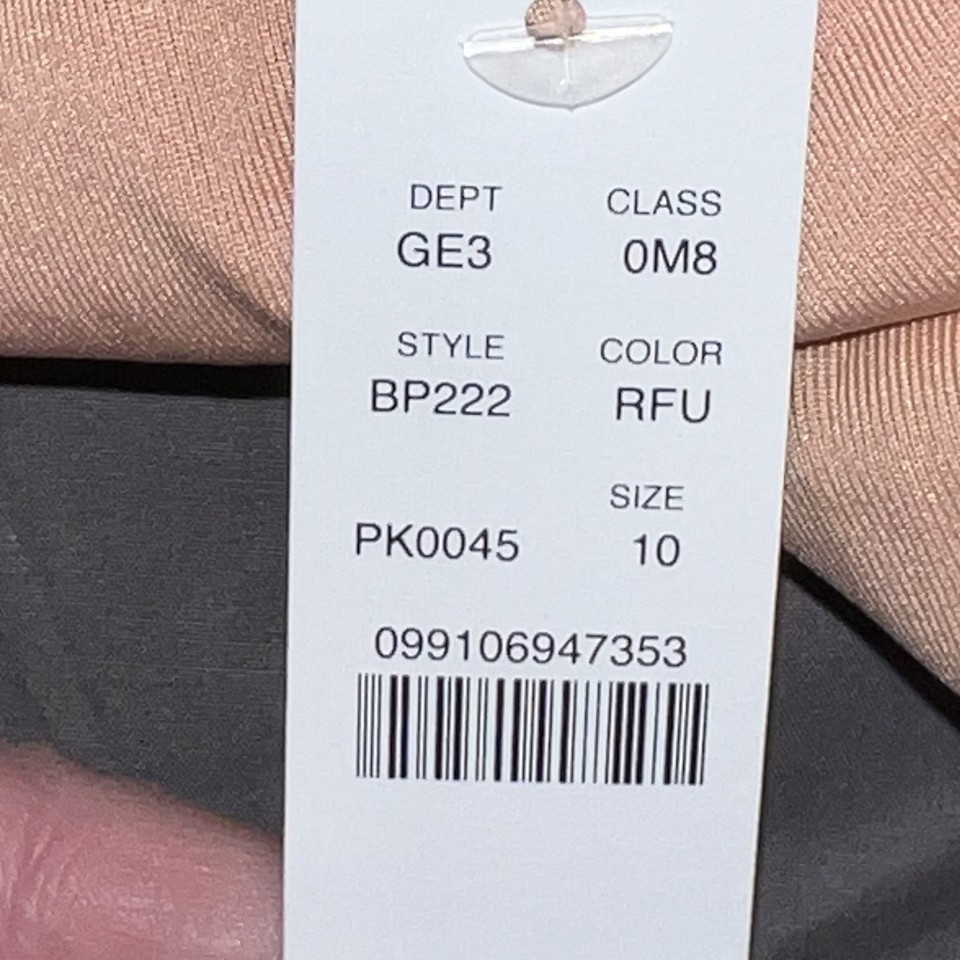 DEPT CLASS
GE3 0M8
STYLE COLOR
BP222 RFU
SIZE
PK0045 10
099106947353